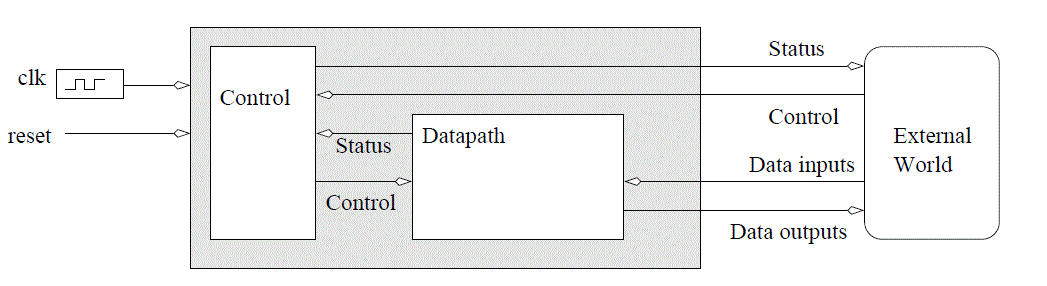 clk
reset
Control
Status
Control
Datapath
Status
Control
Data inputs
Data outputs
External
World